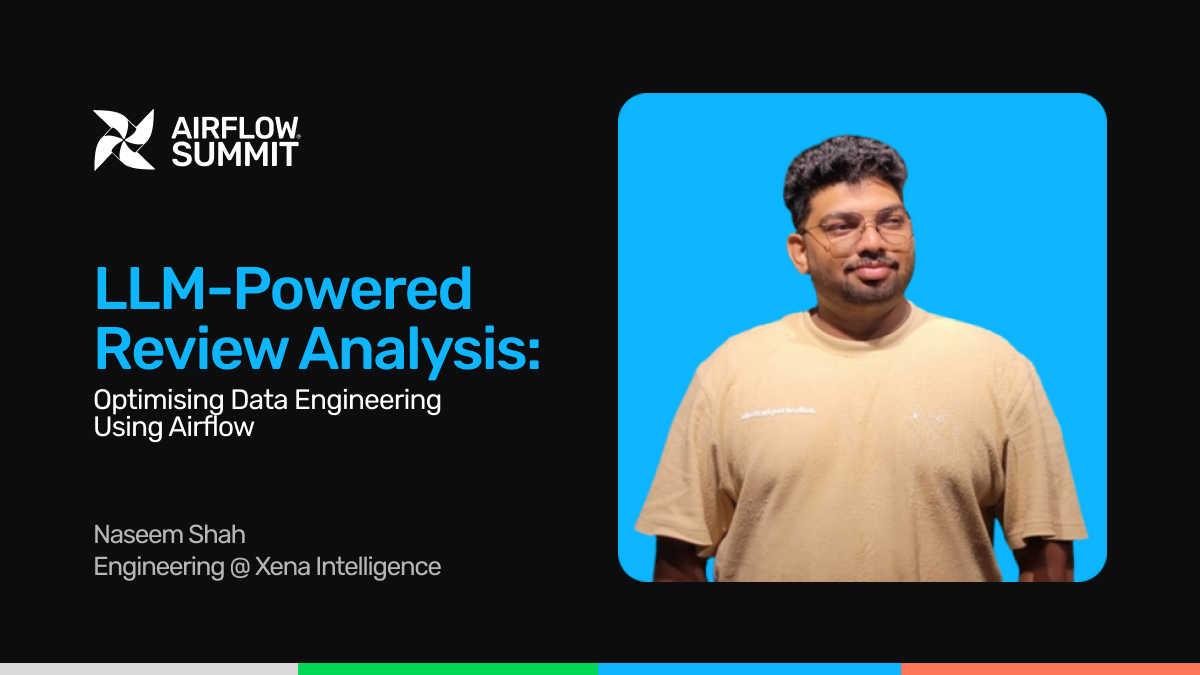 AIRFLOW
SUMMIT
LLM-Powered
Review Analysis:
Optimising Data Engineering
Using Airflow
Naseem Shah
Engineering @ Xena Intelligence